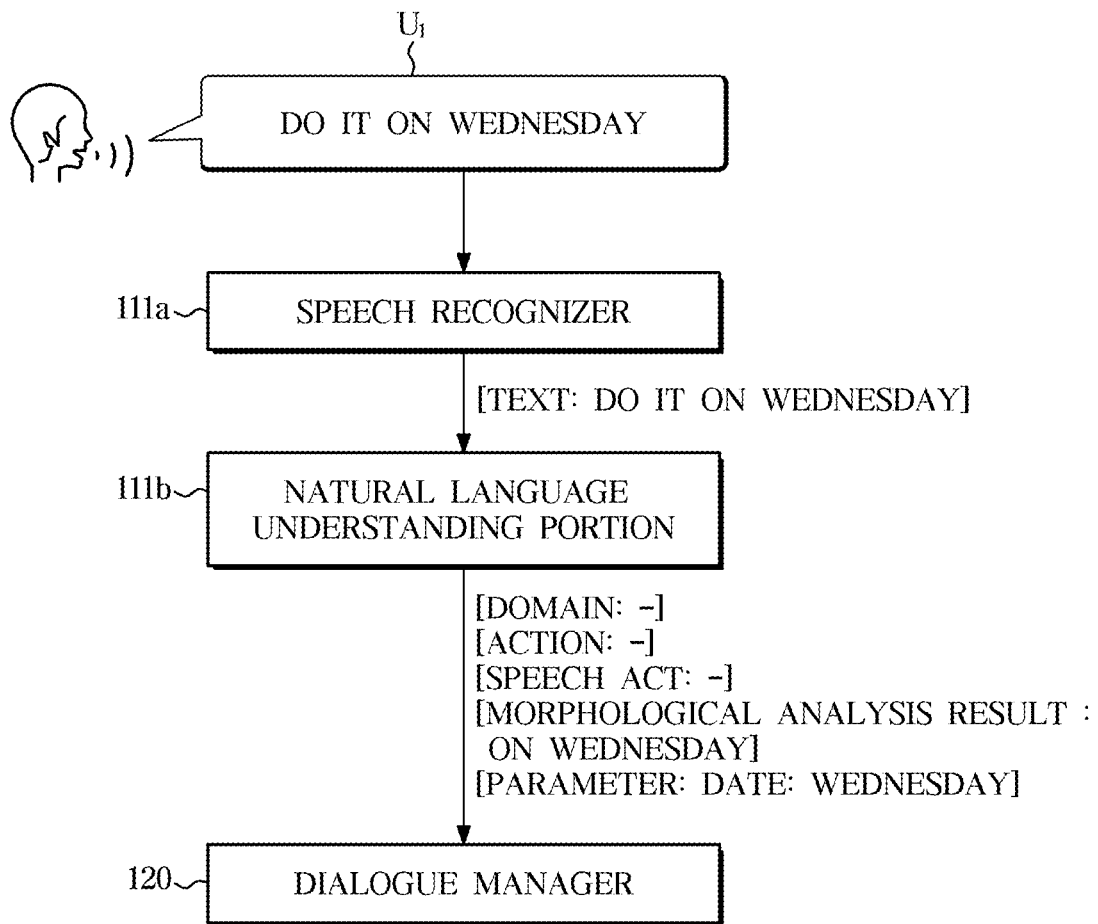 U1
DO IT ON WEDNESDAY
111a
SPEECH RECOGNIZER
[TEXT: DO IT ON WEDNESDAY]
111b
NATURAL LANGUAGE
UNDERSTANDING PORTION
[DOMAIN: -]
[ACTION: -]
[SPEECH ACT: -]
[MORPHOLOGICAL ANALYSIS RESULT :
ON WEDNESDAY]
[PARAMETER: DATE: WEDNESDAY]
120
DIALOGUE MANAGER